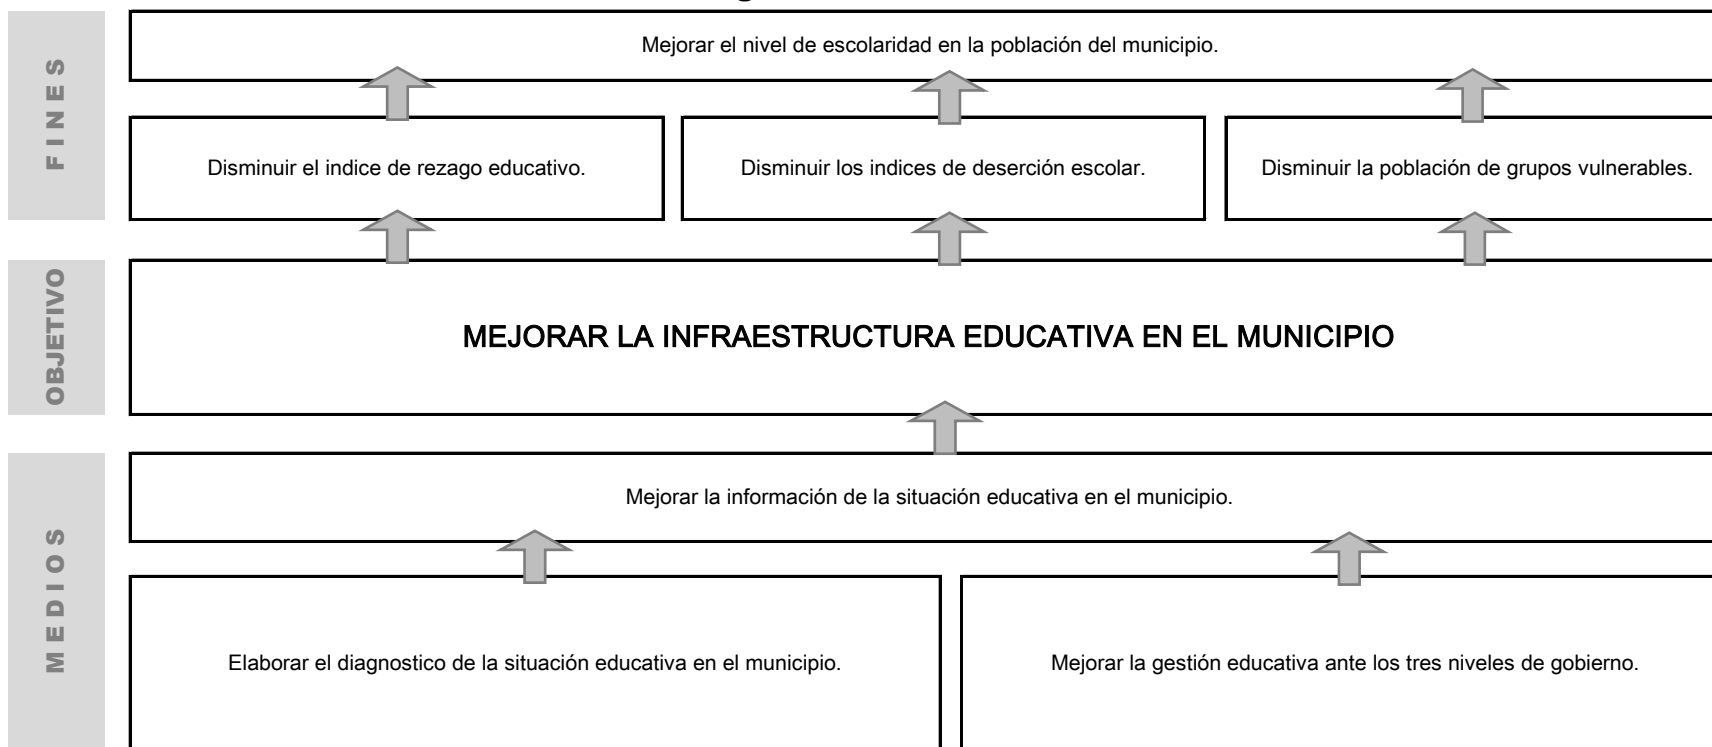 FINES
Mejorar el nivel de escolaridad en la población del municipio.
Disminuir el indice de rezago educativo.
Disminuir los indices de deserción escolar.
Disminuir la población de grupos vulnerables.
OBJETIVO
MEJORAR LA INFRAESTRUCTURA EDUCATIVA EN EL MUNICIPIO
MEDIOS
Mejorar la información de la situación educativa en el municipio.
Elaborar el diagnostico de la situación educativa en el municipio.
Mejorar la gestión educativa ante los tres niveles de gobierno.